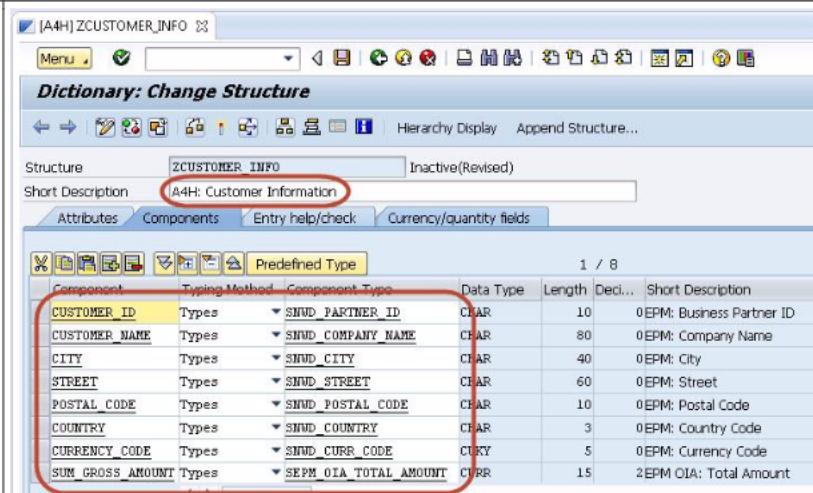 [A4H] ZCUSTOMER_INFO
Menu
Dictionary: Change Structure
Hierarchy Display Append Structure...
Structure ZCUSTOMER_INFO Inactive(Revised)
Short Description A4H: Customer Information
Attributes Components Entry help/check Currency/quantity fields
Predefined Type 1 / 8
Component Typing Method Component Type Data Type Length Deci... Short Description
CUSTOMER_ID Types SNWD_PARTNER_ID CHAR 10 0 EPM: Business Partner ID
CUSTOMER_NAME Types SNWD_COMPANY_NAME CHAR 80 0 EPM: Company Name
CITY Types SNWD_CITY CHAR 40 0 EPM: City
STREET Types SNWD_STREET CHAR 60 0 EPM: Street
POSTAL_CODE Types SNWD_POSTAL_CODE CHAR 10 0 EPM: Postal Code
COUNTRY Types SNWD_COUNTRY CHAR 3 0 EPM: Country Code
CURRENCY_CODE Types SNWD_CURR_CODE CUKY 5 0 EPM: Currency Code
SUM_GROSS_AMOUNT Types SEPM_OIA_TOTAL_AMOUNT CURR 15 2 EPM OIA: Total Amount